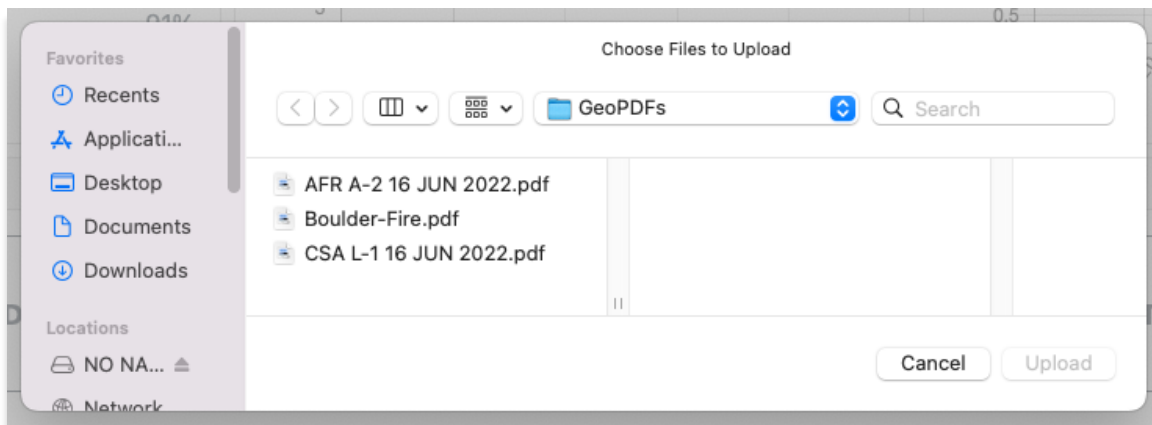 0.5
Choose Files to Upload
Favorites
Recents
GeoPDFs
Search
Applicati...
Desktop
AFR A-2 16 JUN 2022.pdf
Boulder-Fire.pdf
Documents
CSA L-1 16 JUN 2022.pdf
Downloads
Locations
NO NA...
Cancel
Upload
Network